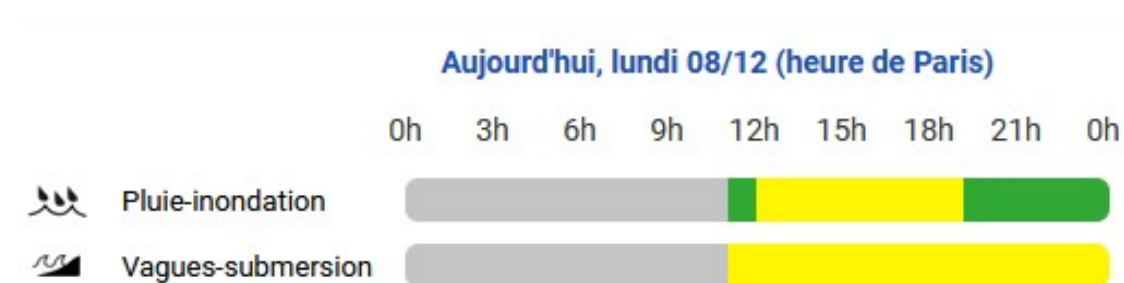 Aujourd'hui, lundi 08/12 (heure de Paris)
0h 3h 6h 9h 12h 15h 18h 21h 0h
Pluie-inondation
Vagues-submersion